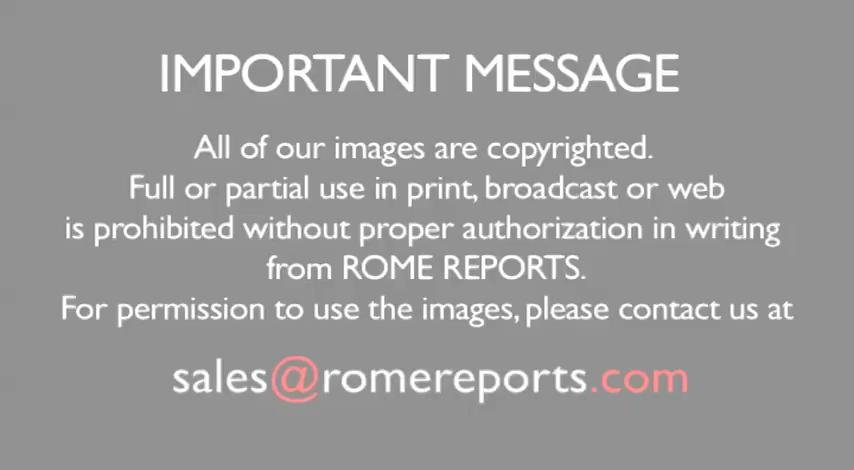 IMPORTANT MESSAGE
All of our images are copyrighted.
Full or partial use in print, broadcast or web
is prohibited without proper authorization in writing
from ROME REPORTS.
For permission to use the images, please contact us at
sales@romereports.com